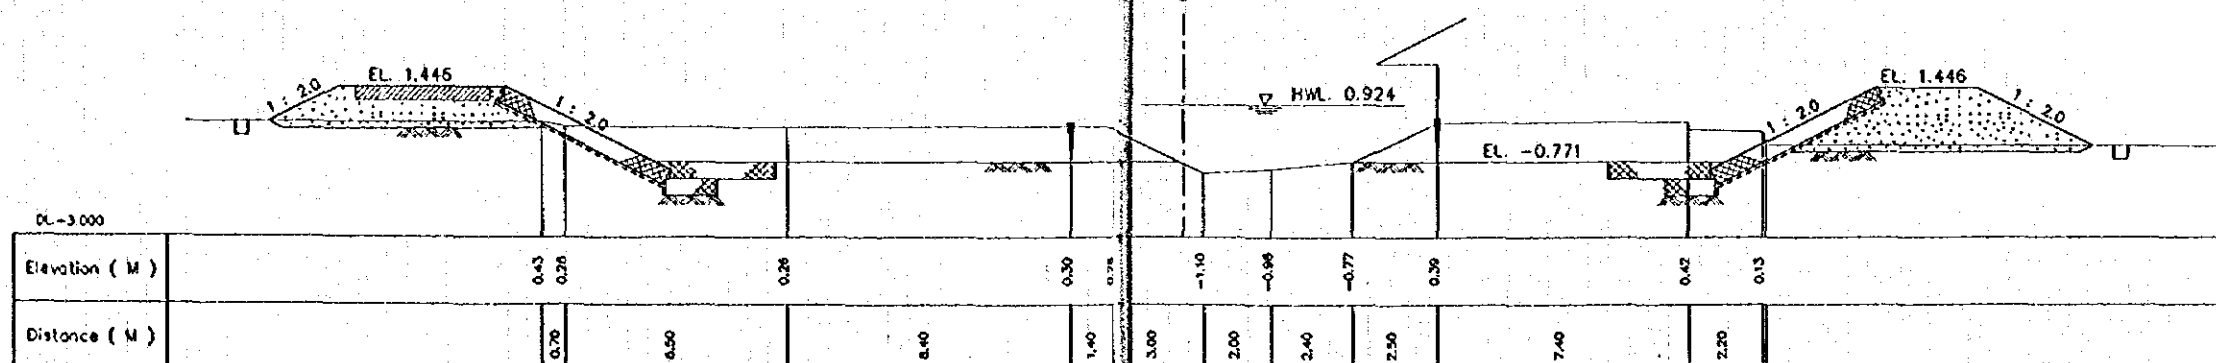 EL. 1.446
1 : 2.0
1 : 2.0
HWL. 0.924
EL. -0.771
EL. 1.446
1 : 2.0
1 : 2.0
DL-3.000
Elevation ( M ) 0.43 0.26 0.26 0.30 -1.10 -0.96 -0.77 0.39 0.42 0.13
Distance ( M ) 0.70 6.50 8.40 1.40 3.00 2.00 2.40 2.50 7.40 2.20